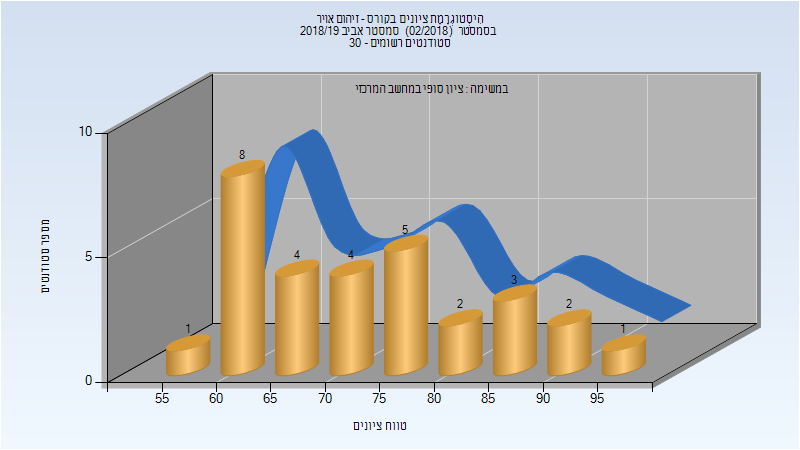 היסטוגרמת ציונים בקורס - זיהום אויר
בסמסטר (02/2018) סמסטר אביב 2018/19
סטודנטים רשומים - 30
במשימה : ציון סופי במחשב המרכזי
מספר סטודנטים
10
5
0
1
8
4
4
5
2
3
2
1
55 60 65 70 75 80 85 90 95
טווח ציונים